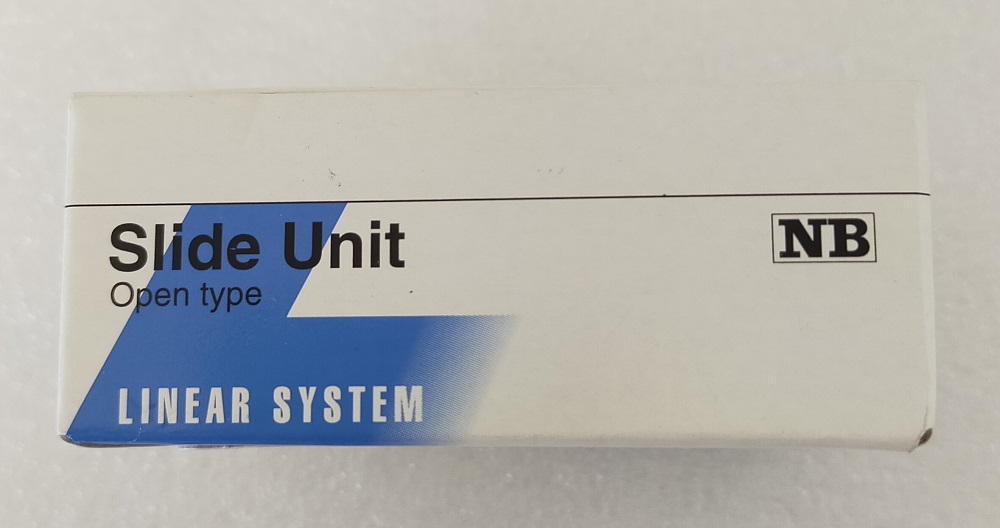 Slide Unit
NB
Open type
LINEAR SYSTEM